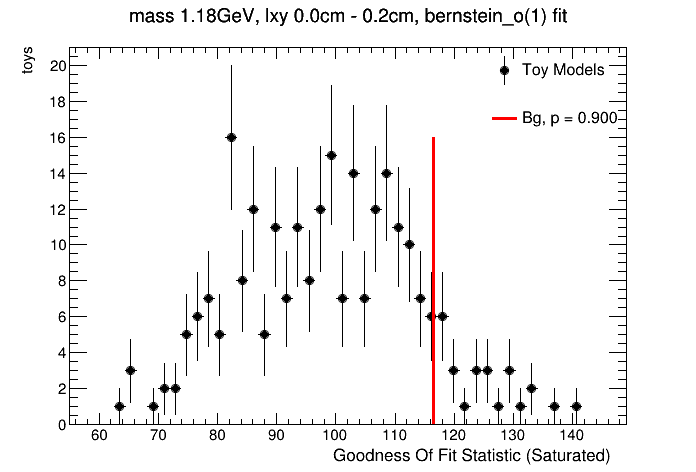 mass 1.18GeV, lxy 0.0cm - 0.2cm, bernstein_o(1) fit
toys
20
18
16
14
12
10
8
6
4
2
0
Toy Models
Bg, p = 0.900
60 70 80 90 100 110 120 130 140
Goodness Of Fit Statistic (Saturated)